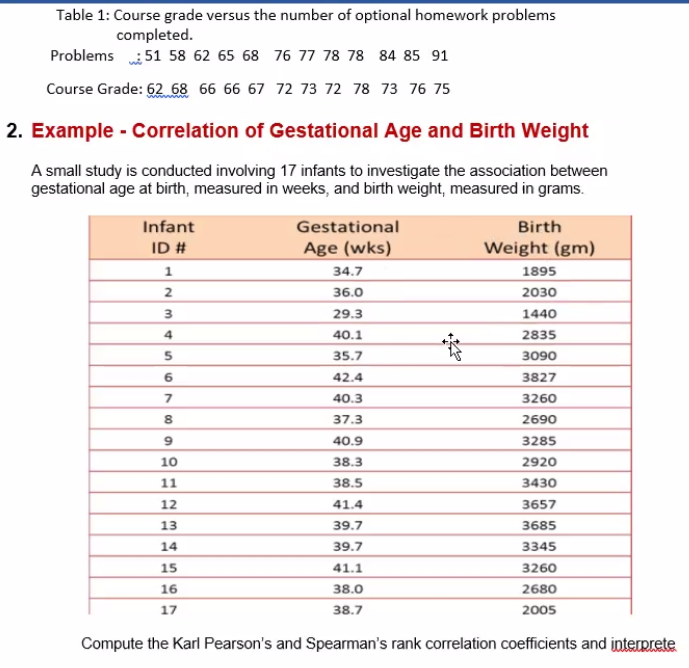 Table 1: Course grade versus the number of optional homework problems
completed.
Problems : 51 58 62 65 68 76 77 78 78 84 85 91
Course Grade: 62 68 66 66 67 72 73 72 78 73 76 75
2. Example - Correlation of Gestational Age and Birth Weight
A small study is conducted involving 17 infants to investigate the association between
gestational age at birth, measured in weeks, and birth weight, measured in grams.
Infant Gestational Birth
ID # Age (wks) Weight (gm)
1 34.7 1895
2 36.0 2030
3 29.3 1440
4 40.1 2835
5 35.7 3090
6 42.4 3827
7 40.3 3260
8 37.3 2690
9 40.9 3285
10 38.3 2920
11 38.5 3430
12 41.4 3657
13 39.7 3685
14 39.7 3345
15 41.1 3260
16 38.0 2680
17 38.7 2005
Compute the Karl Pearson's and Spearman's rank correlation coefficients and interprete